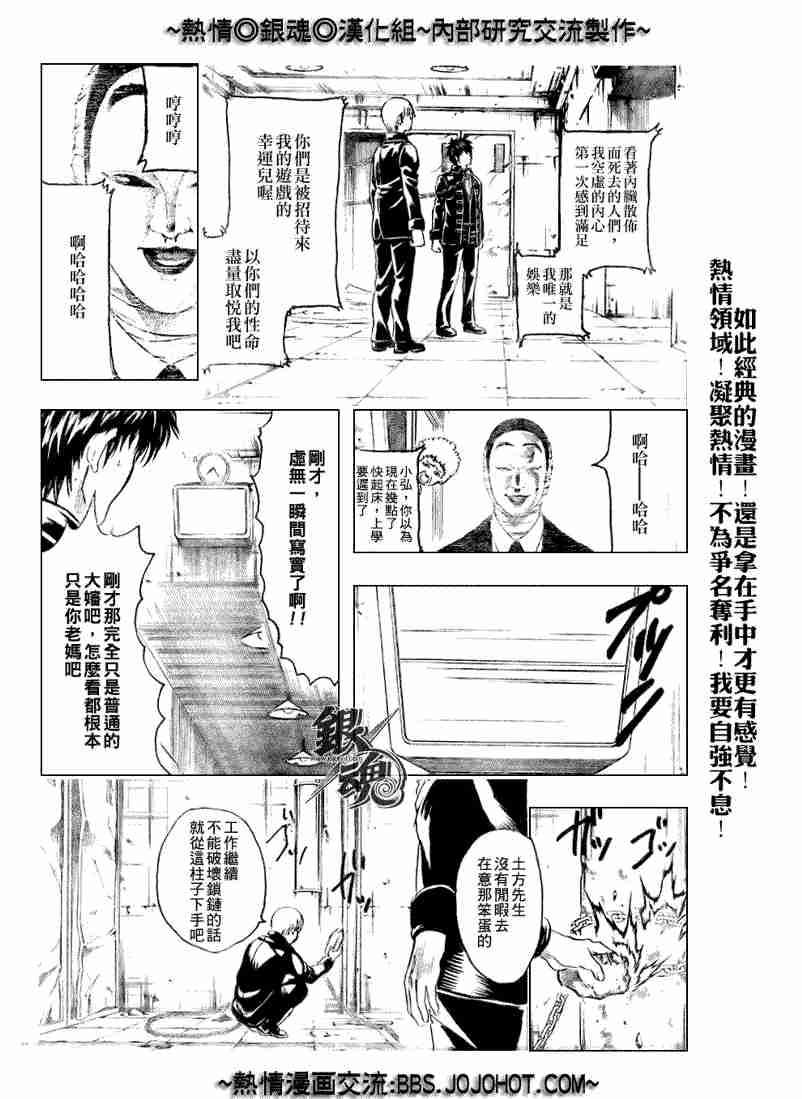 ~熱情◎銀魂◎漢化組~內部研究交流製作~
看著內臟散佈
而死去的人們，
我空虛的內心
第一次感到滿足
那就是
我唯一的
娛樂
你們是被招待來
我的遊戲的
幸運兒喔
以你們的性命
盡量取悅我吧
哼哼哼
啊哈哈哈哈
啊哈——哈哈
小弘，你以為
現在幾點了
快起床，上學
要遲到了
プツン
剛才，
虛無一瞬間寫實了啊!!
剛才那完全只是普通的
大嬸吧，怎麼看都根本
只是你老媽吧
銀魂
ガンッ
土方先生
沒有閒暇去
在意那笨蛋的
ガッ
工作繼續
不能破壞鎖鏈的話
就從這柱子下手吧
如此經典的漫畫！還是拿在手中才更有感覺！
熱情領域！凝聚熱情！不為爭名奪利！我要自強不息！
~熱情漫画交流:BBS.JOJOHOT.COM~